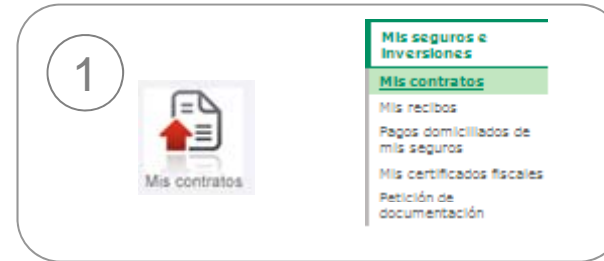 1
Mis contratos
Mis seguros e
inversiones
Mis contratos
Mis recibos
Pagos domiciliados de
mis seguros
Mis certificados fiscales
Petición de
documentación